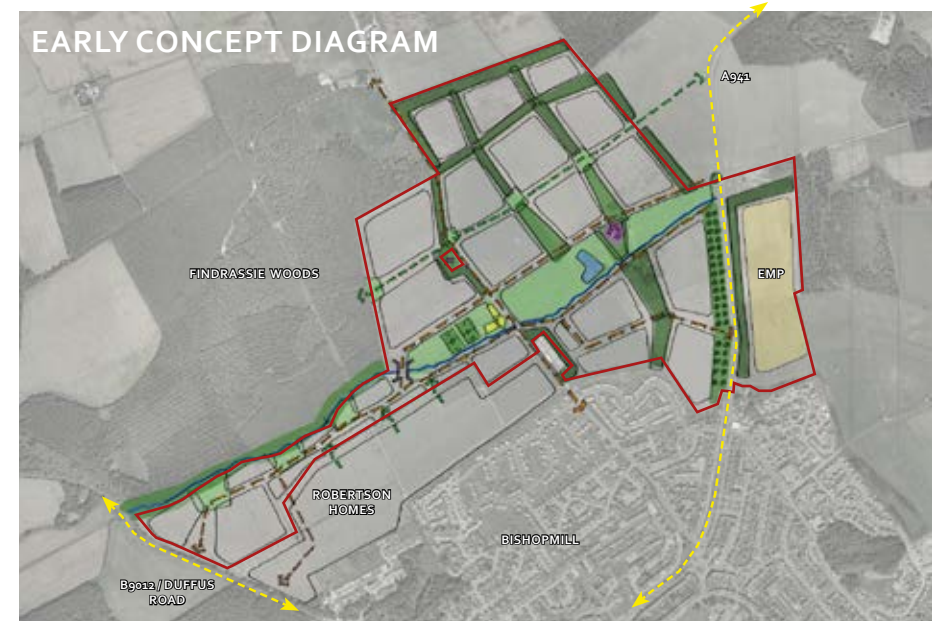 EARLY CONCEPT DIAGRAM
A941
FINDRASSIE WOODS
EMP
ROBERTSON
HOMES
BISHOPMILL
B9012 / DUFFUS
ROAD